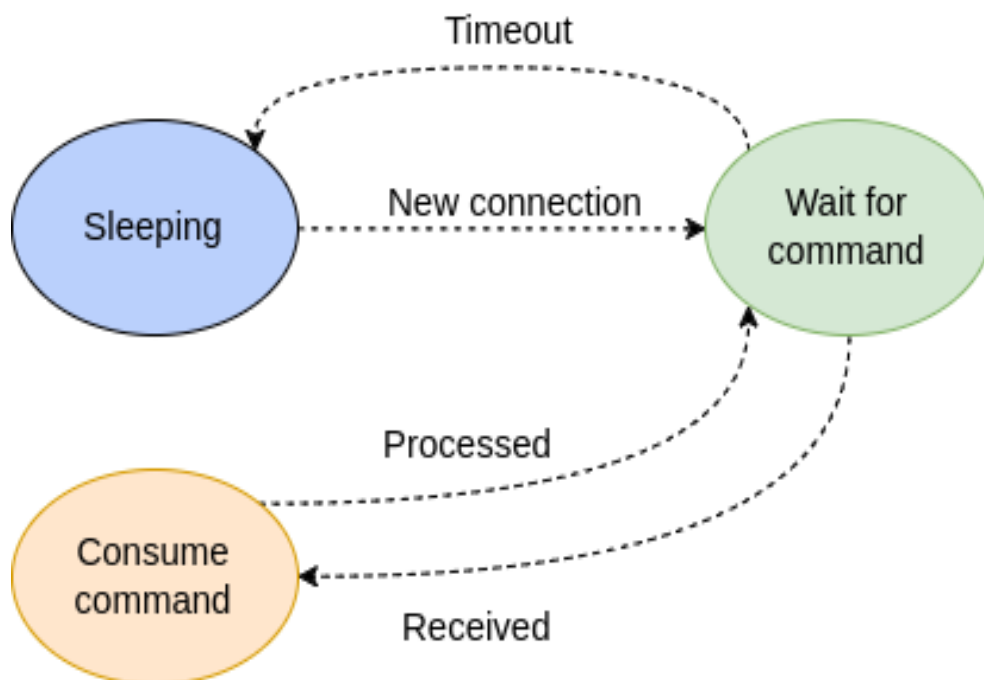 Timeout
New connection
Sleeping
Wait for
command
Processed
Consume
command
Received